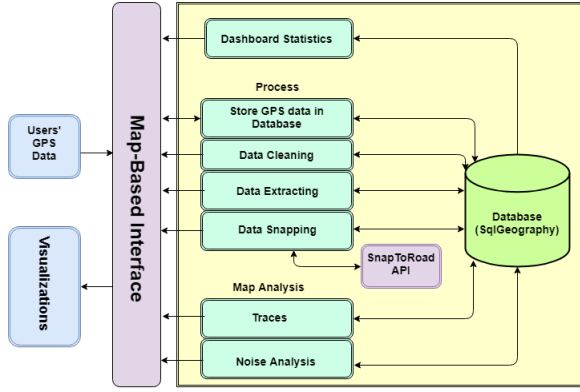 Dashboard Statistics
Process
Store GPS data in
Database
Users'
GPS
Data
Map-Based Interface
Data Cleaning
Data Extracting
Data Snapping
Database
(SqlGeography)
Visualizations
SnapToRoad
API
Map Analysis
Traces
Noise Analysis